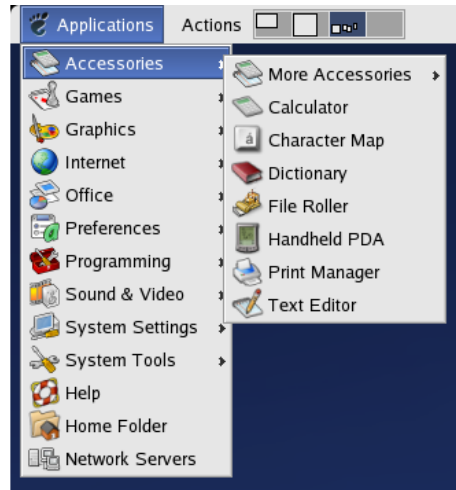 Applications Actions
Accessories
Games
Graphics
Internet
Office
Preferences
Programming
Sound & Video
System Settings
System Tools
Help
Home Folder
Network Servers
More Accessories
Calculator
á
Character Map
Dictionary
File Roller
Handheld PDA
Print Manager
Text Editor